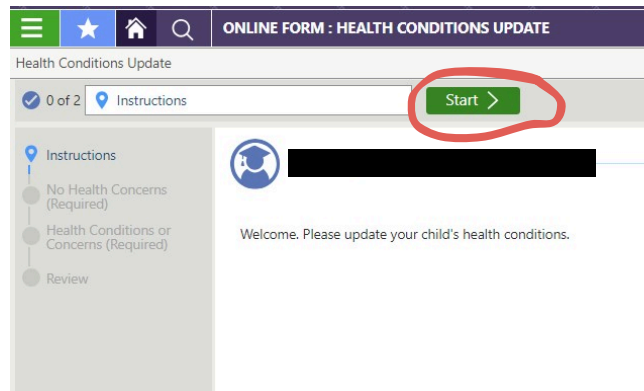 ONLINE FORM : HEALTH CONDITIONS UPDATE
Health Conditions Update
0 of 2 Instructions
Start
Instructions
No Health Concerns
(Required)
Health Conditions or
Concerns (Required)
Review
Welcome. Please update your child's health conditions.